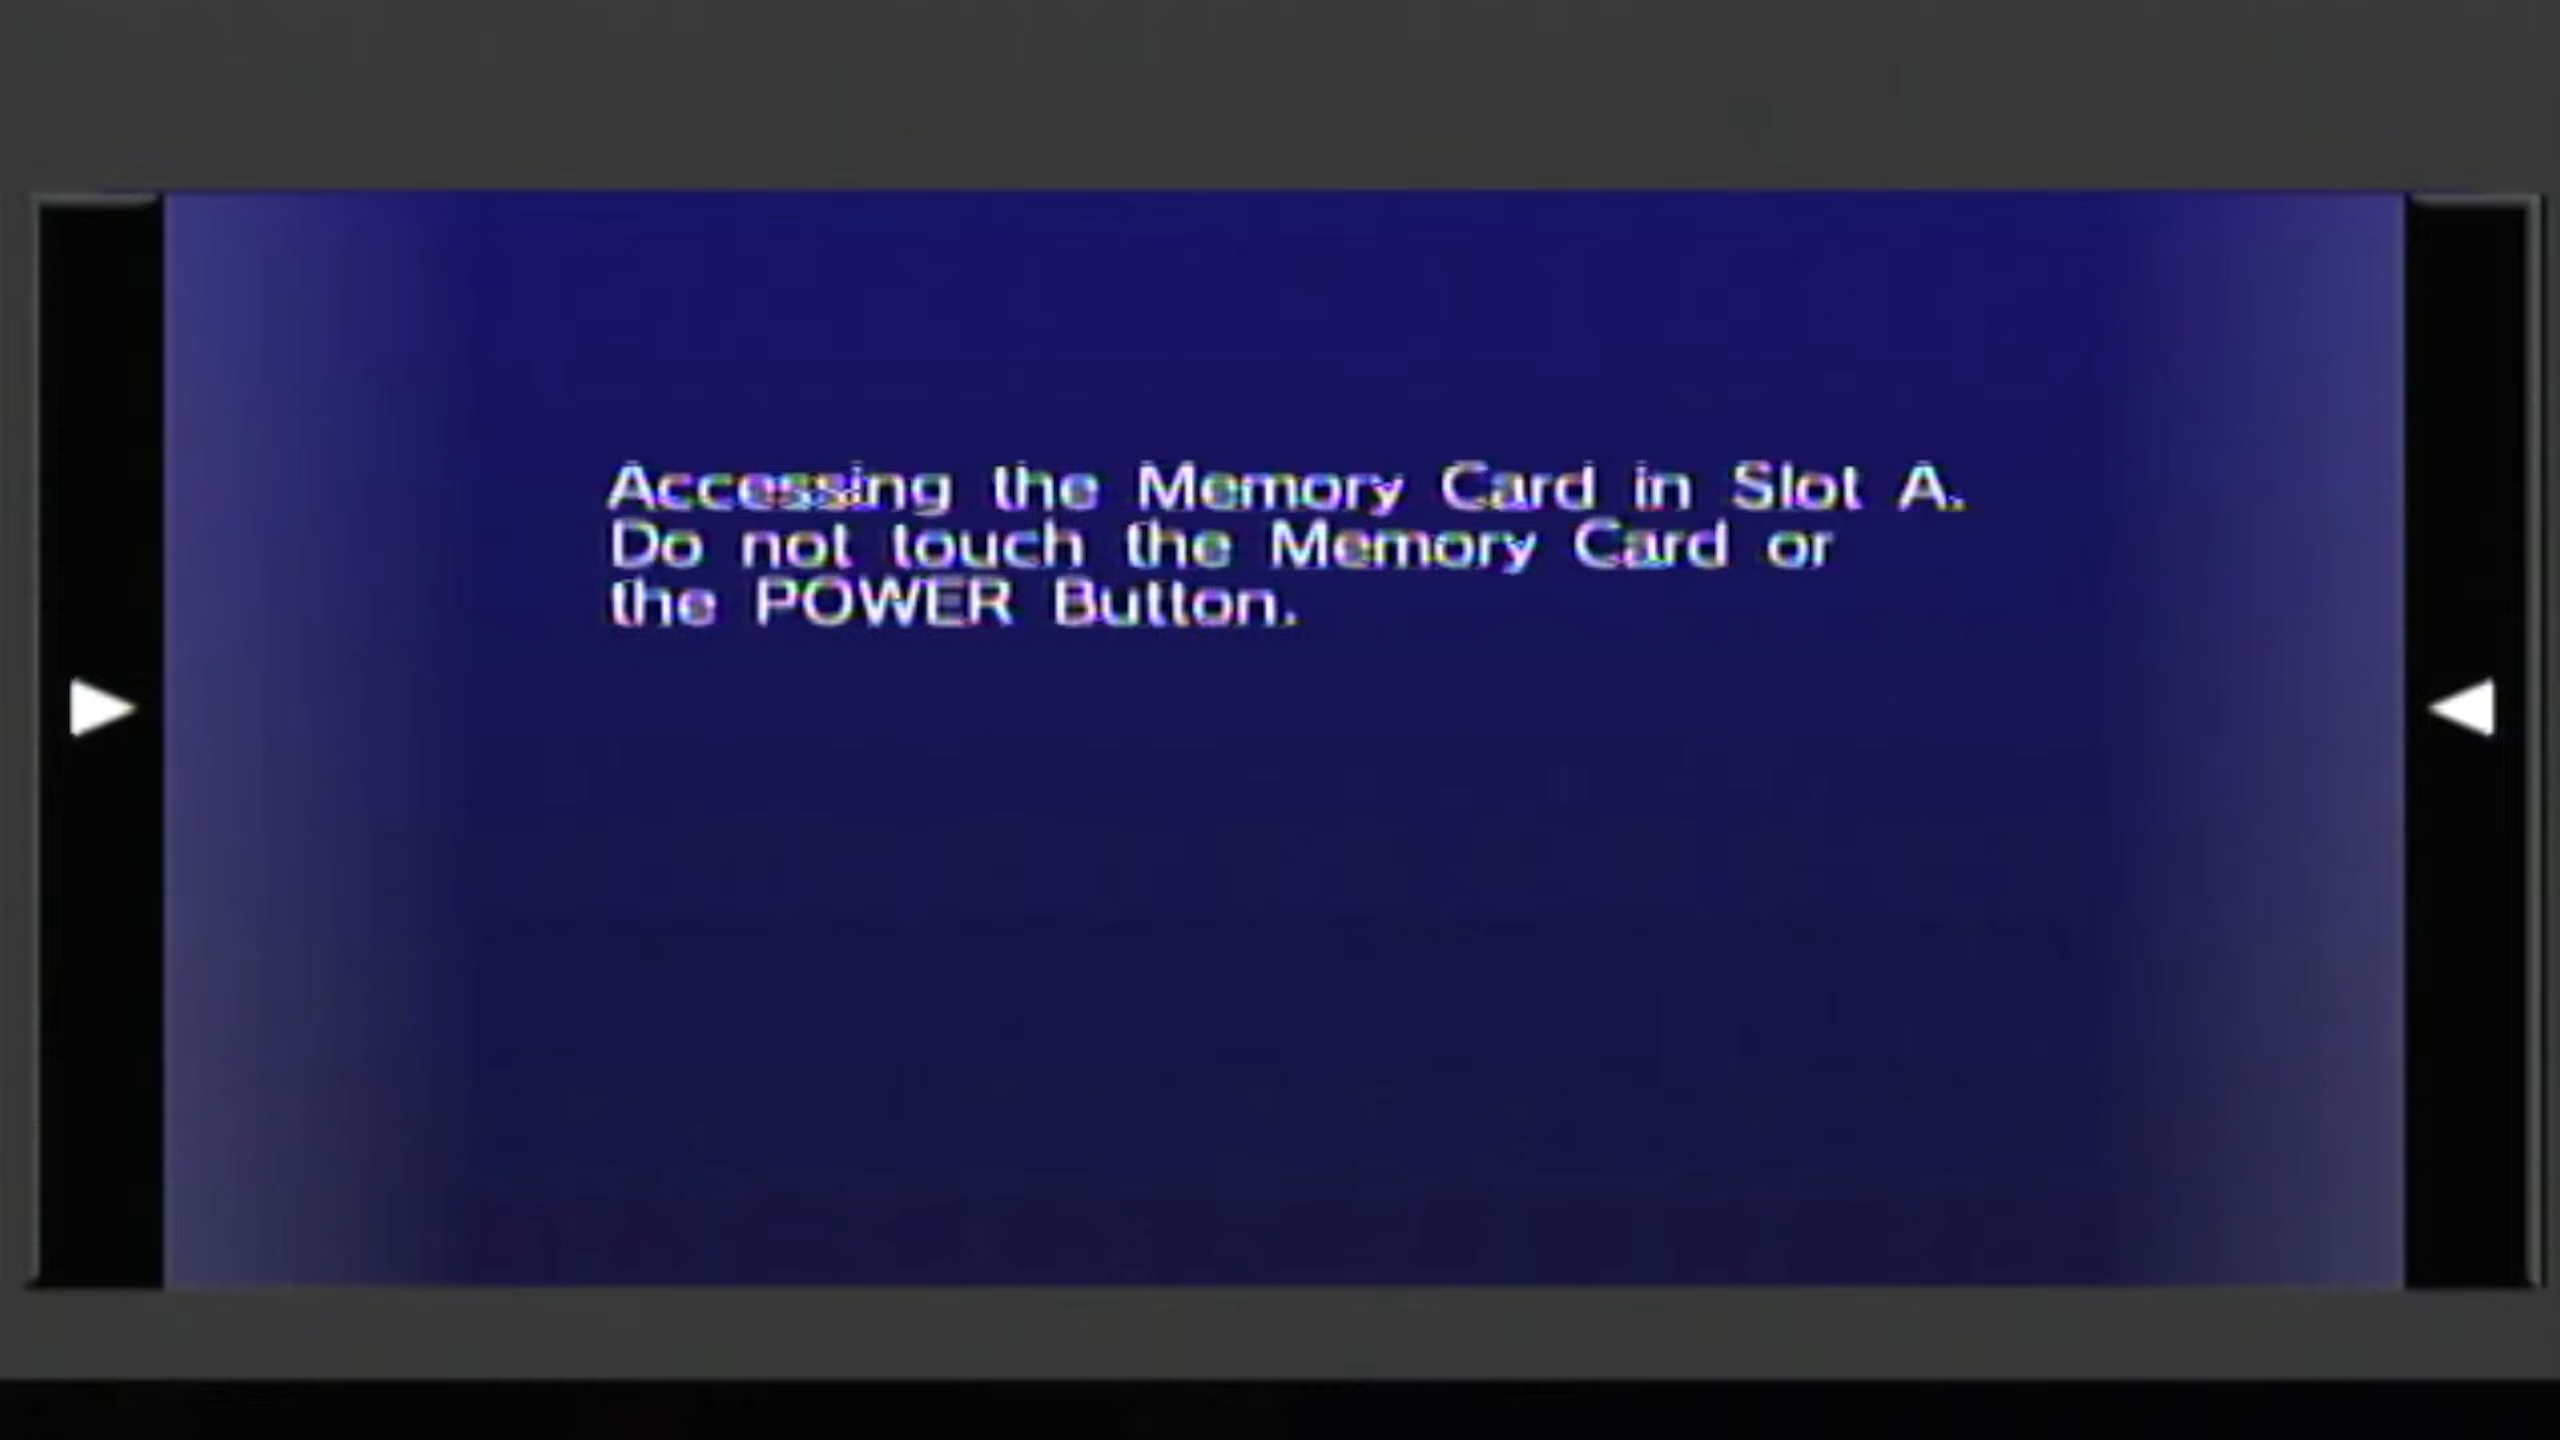 Accessing the Memory Card in Slot A.
Do not touch the Memory Card or
the POWER Button.